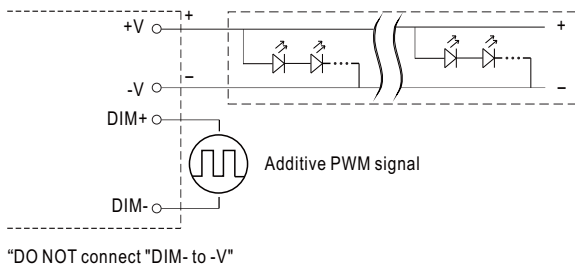 +V +
-V –
DIM+
DIM-
+
–
Additive PWM signal
“DO NOT connect "DIM- to -V"